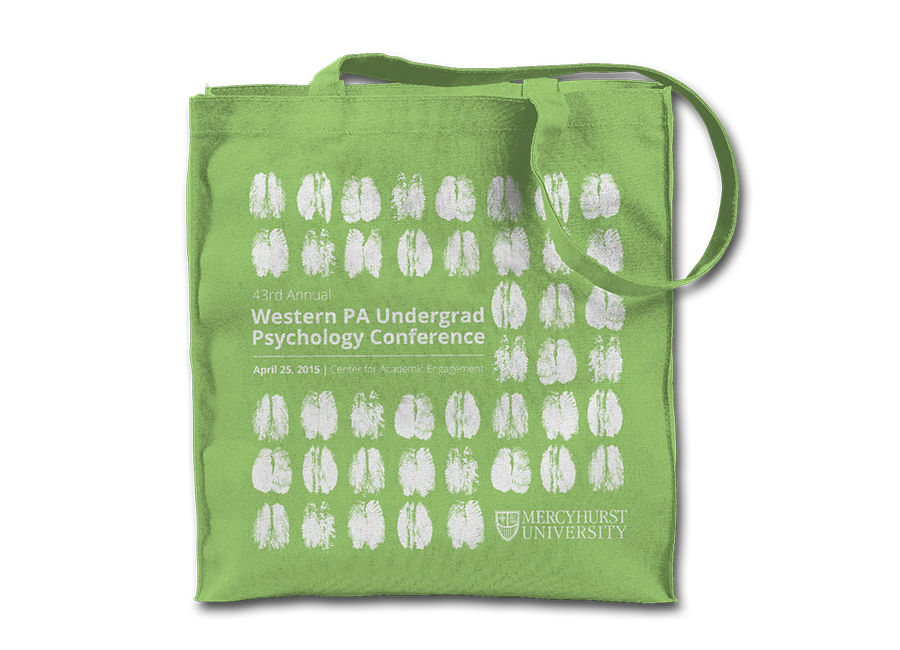 43rd Annual
Western PA Undergrad
Psychology Conference
April 25, 2015 | Center for Academic Engagement
MERCYHURST
UNIVERSITY